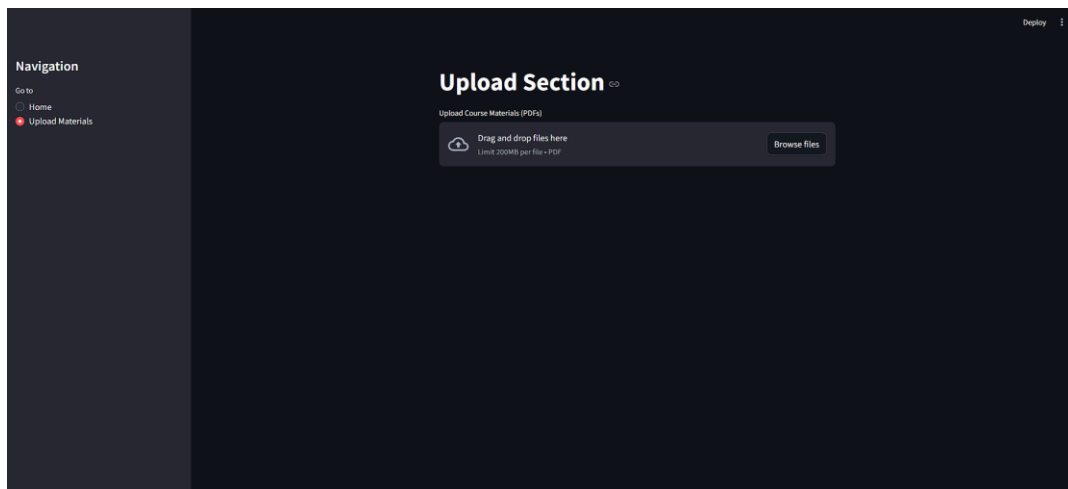 Deploy
Navigation
Go to
Home
Upload Materials
Upload Section
Upload Course Materials (PDFs)
Drag and drop files here
Limit 200MB per file • PDF
Browse files